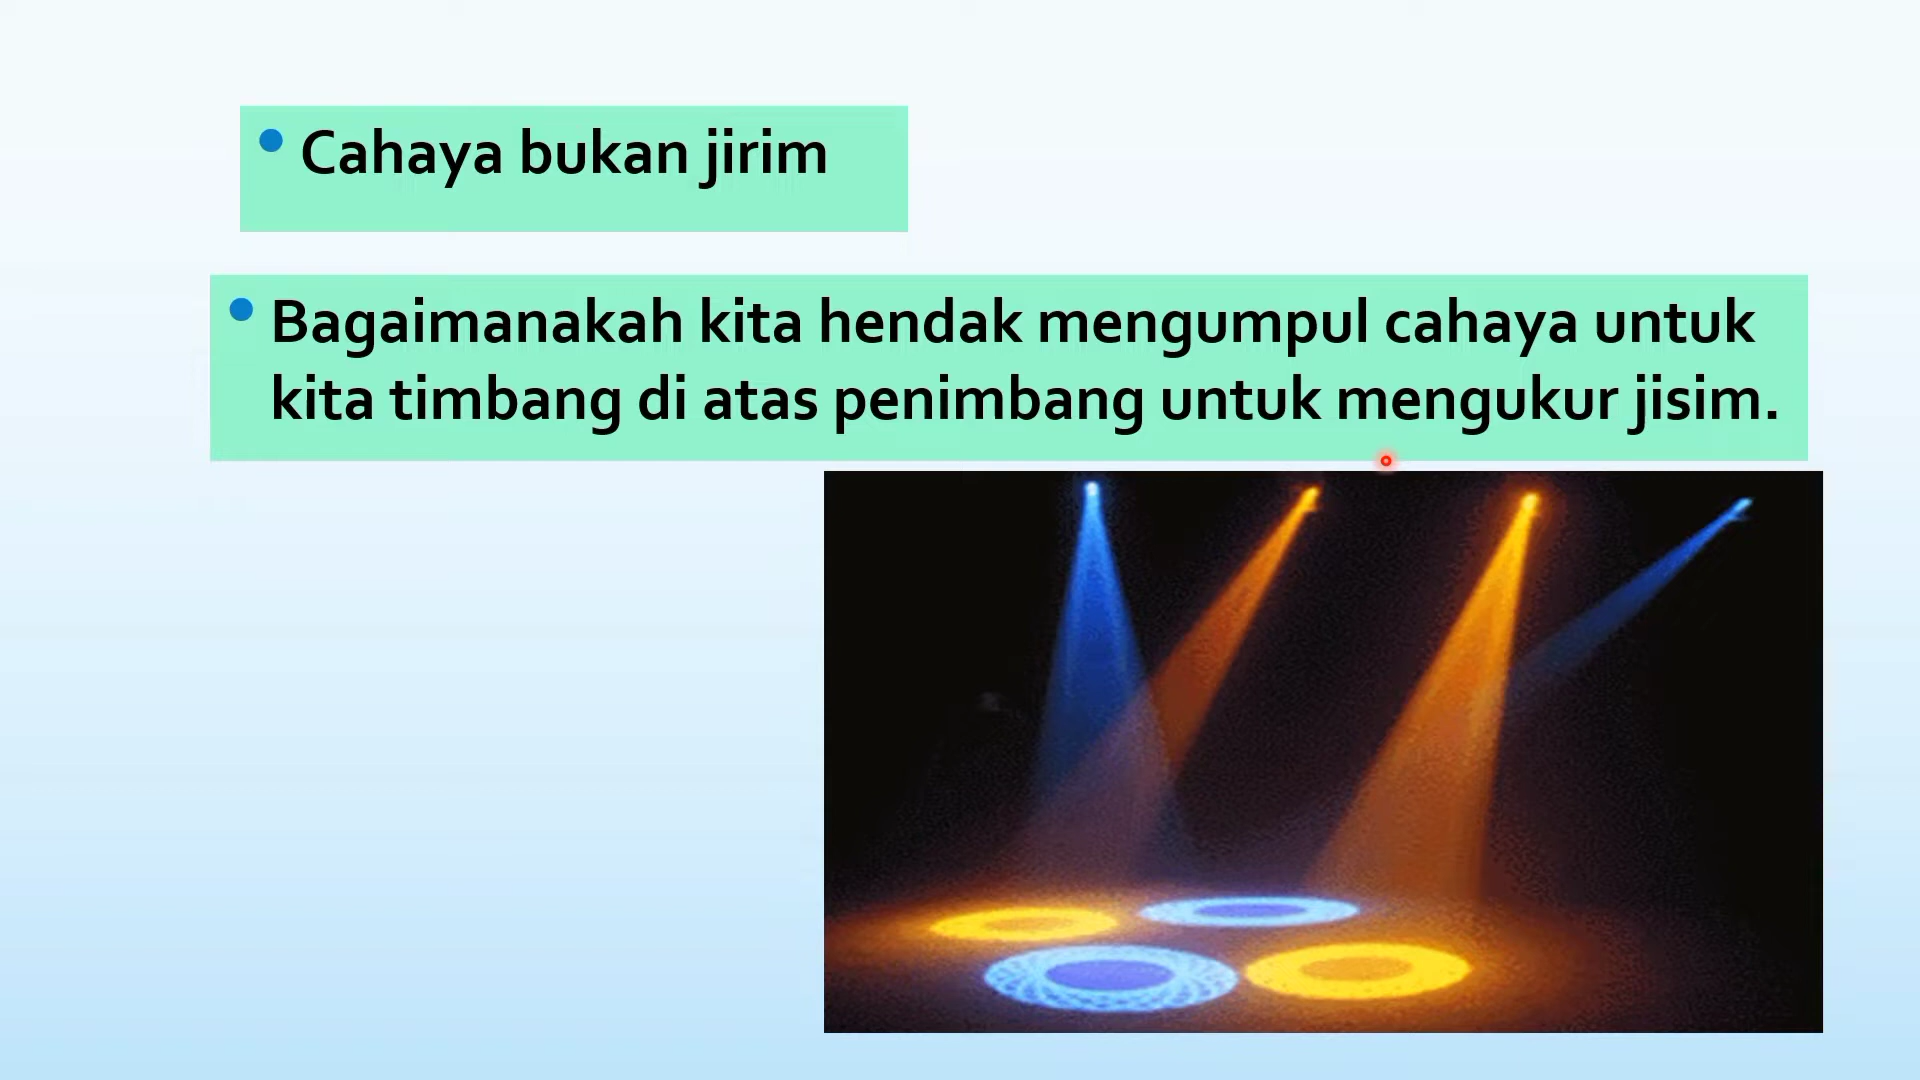 • Cahaya bukan jirim
• Bagaimanakah kita hendak mengumpul cahaya untuk
kita timbang di atas penimbang untuk mengukur jisim.